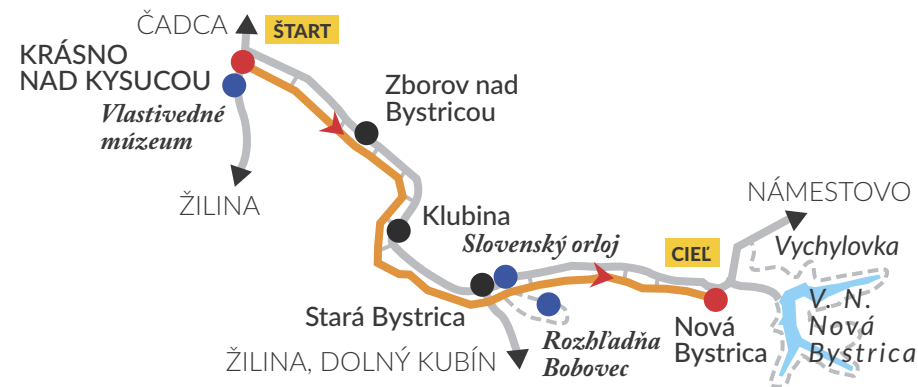 ČADCA
ŠTART
KRÁSNO
NAD KYSUCOU
Vlastivedné
múzeum
ŽILINA
Zborov nad
Bystricou
Klubina
Slovenský orloj
NÁMESTOVO
Vychylovka
CIEĽ
Stará Bystrica
ŽILINA, DOLNÝ KUBÍN
Rozhľadňa
Bobovec
Nová
Bystrica
V. N.
Nová
Bystrica